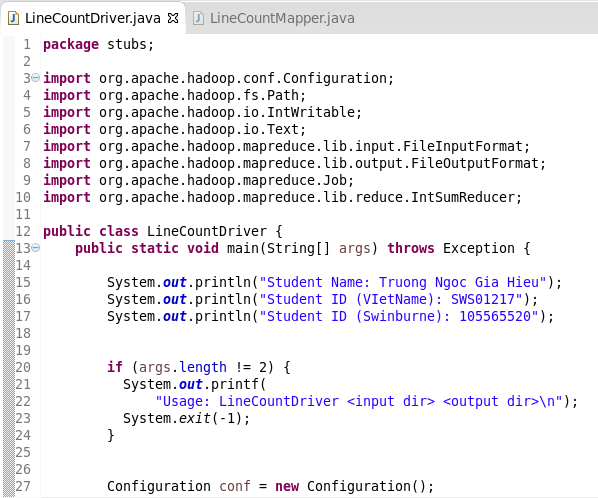 LineCountDriver.java LineCountMapper.java
1 package stubs;
2
3 import org.apache.hadoop.conf.Configuration;
4 import org.apache.hadoop.fs.Path;
5 import org.apache.hadoop.io.IntWritable;
6 import org.apache.hadoop.io.Text;
7 import org.apache.hadoop.mapreduce.lib.input.FileInputFormat;
8 import org.apache.hadoop.mapreduce.lib.output.FileOutputFormat;
9 import org.apache.hadoop.mapreduce.Job;
10 import org.apache.hadoop.mapreduce.lib.reduce.IntSumReducer;
11
12 public class LineCountDriver {
13     public static void main(String[] args) throws Exception {
14
15         System.out.println("Student Name: Truong Ngoc Gia Hieu");
16         System.out.println("Student ID (VIetName): SWS01217");
17         System.out.println("Student ID (Swinburne): 105565520");
18
19
20         if (args.length != 2) {
21           System.out.printf(
22               "Usage: LineCountDriver <input dir> <output dir>\n");
23           System.exit(-1);
24         }
25
26
27         Configuration conf = new Configuration();